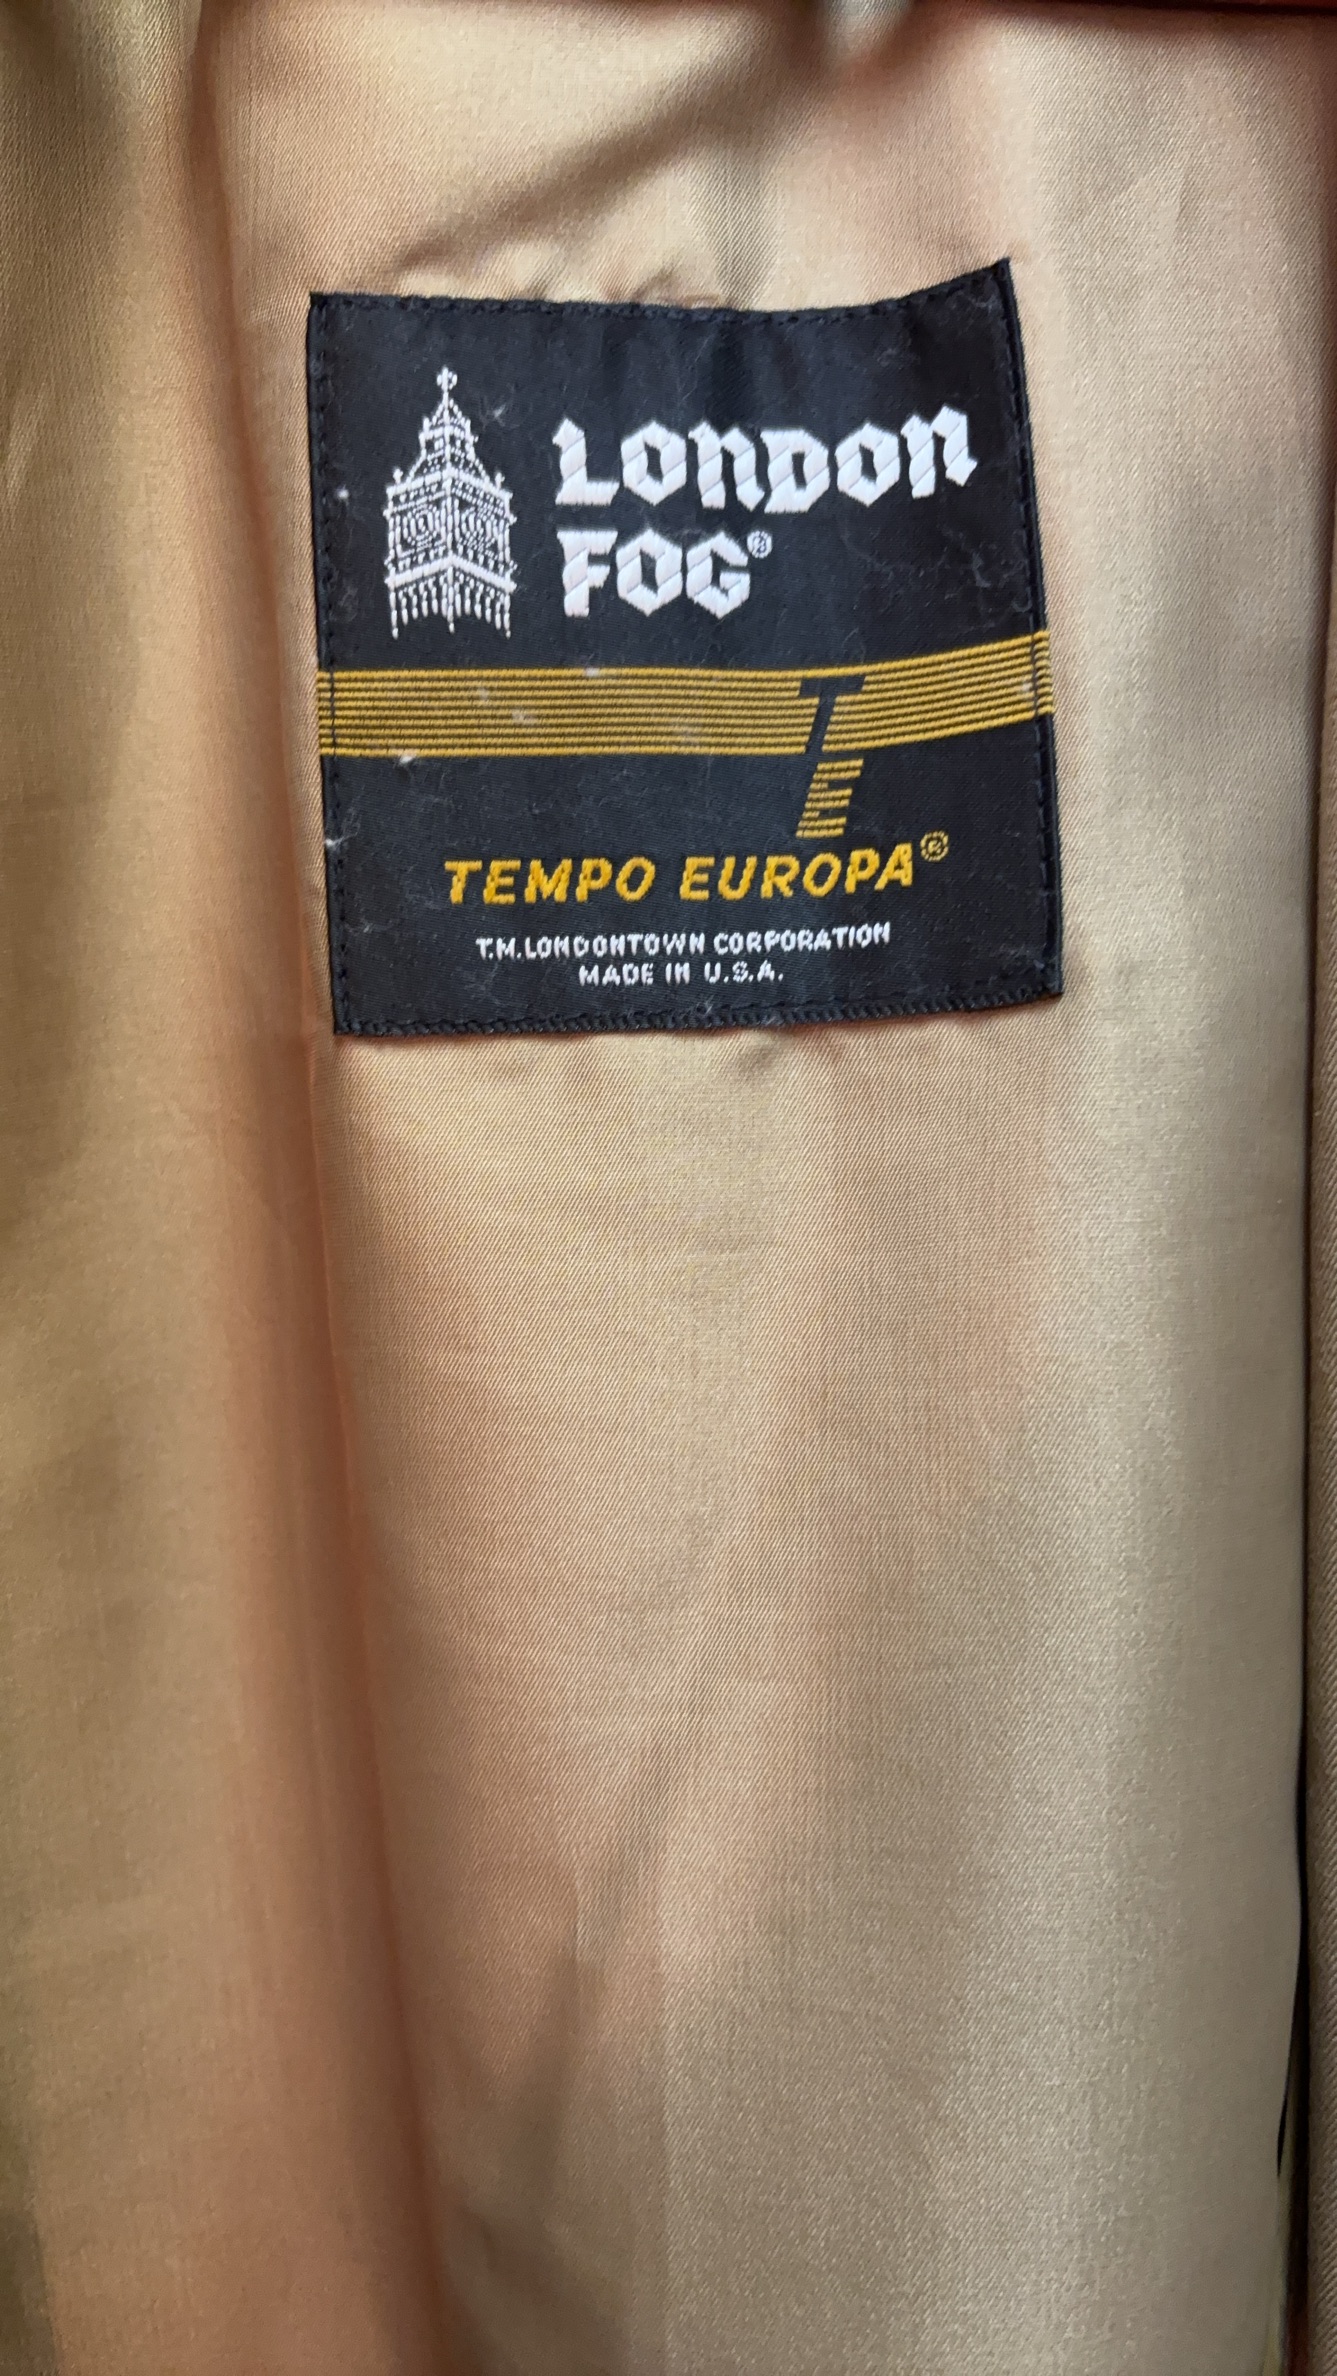 LONDON
FOG®
T
E
TEMPO EUROPA®
T.M.LONDONTOWN CORPORATION
MADE IN U.S.A.